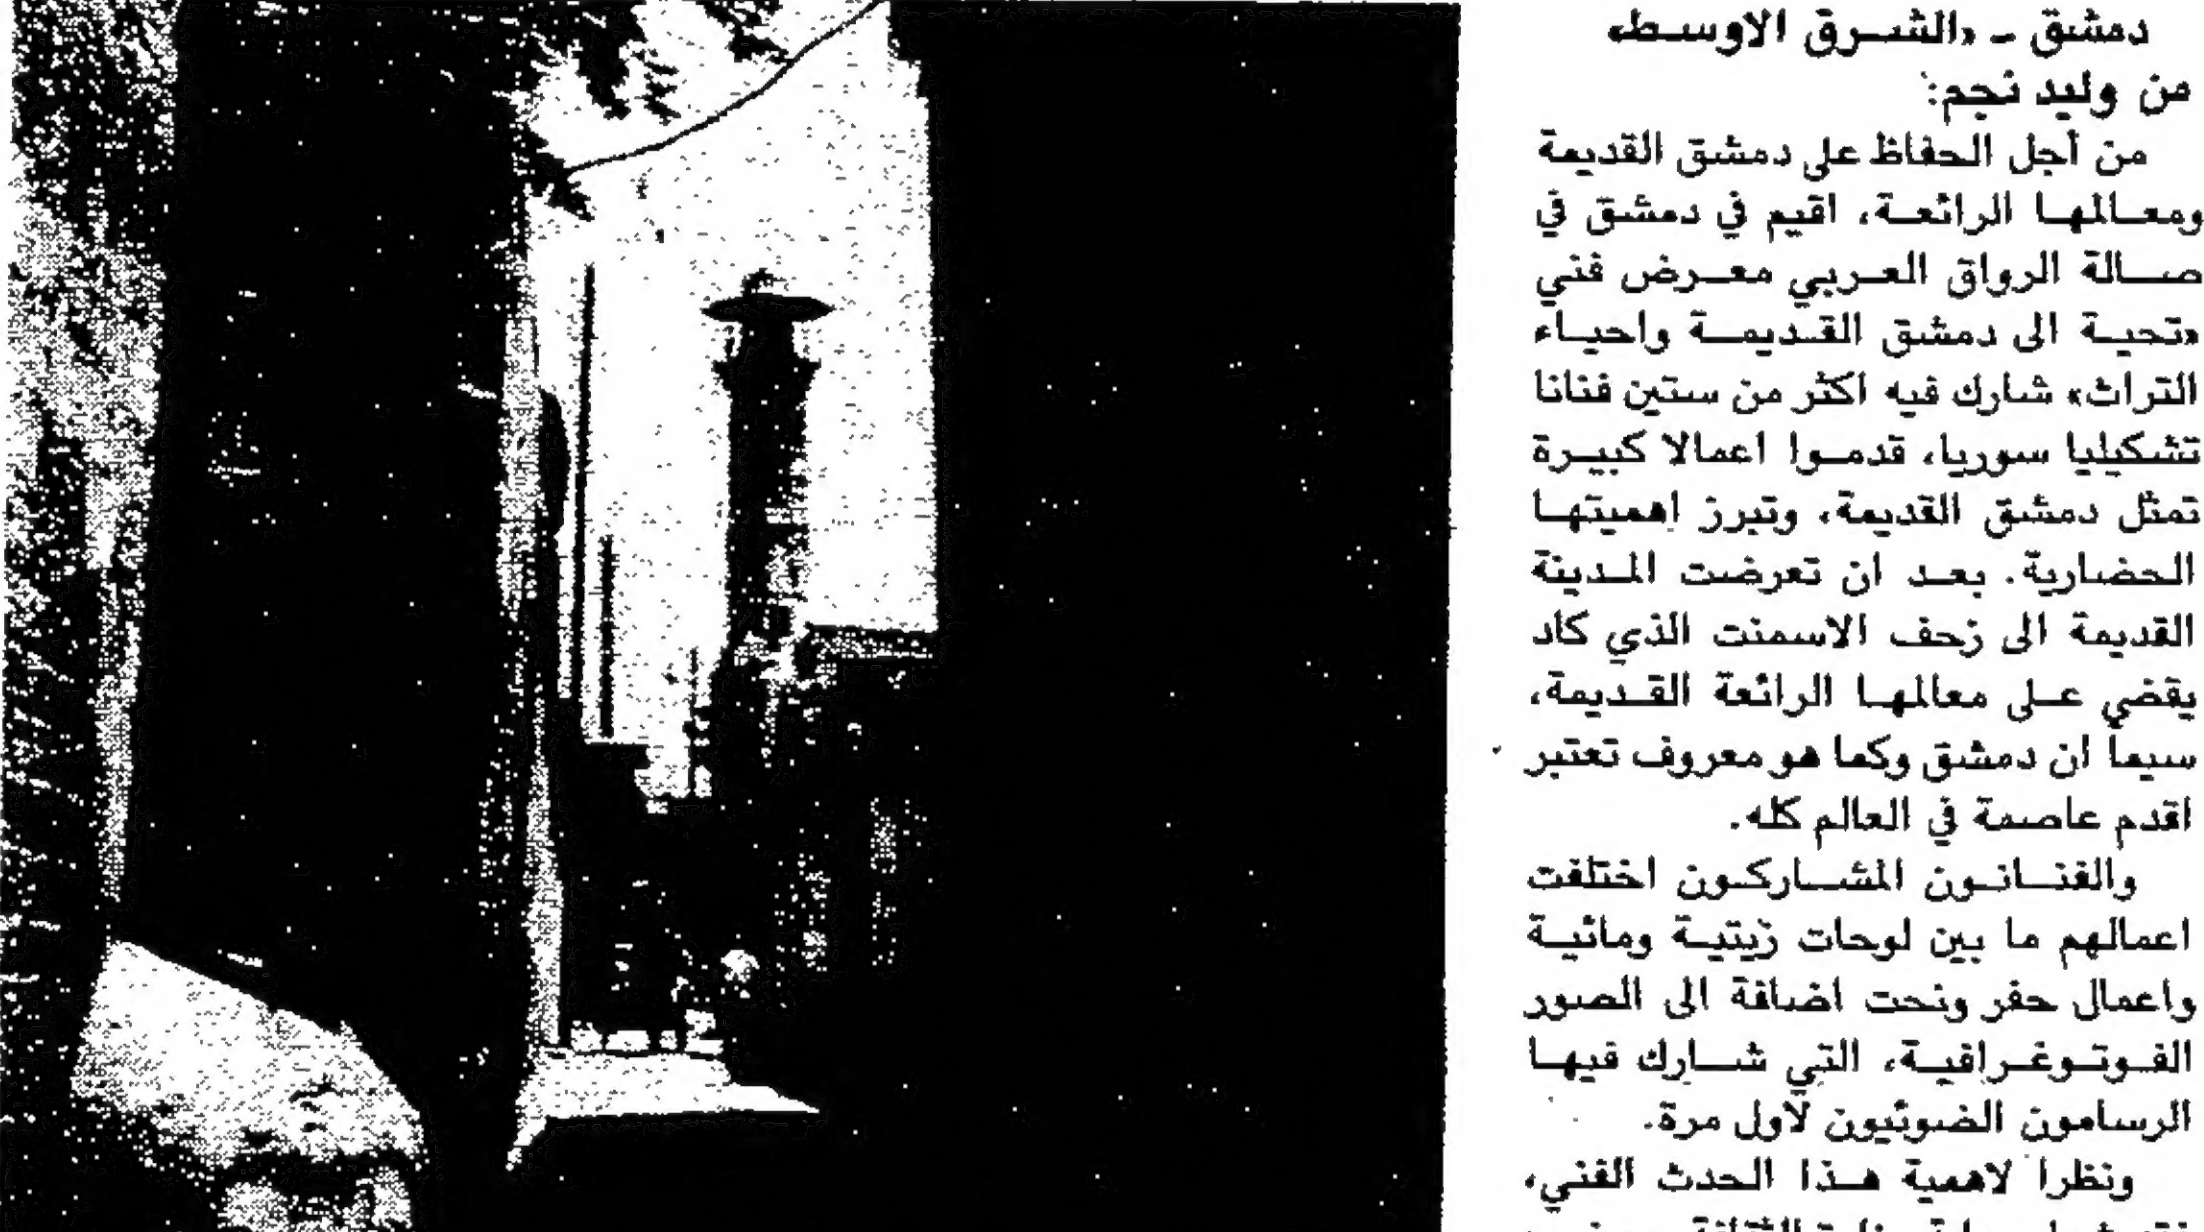 دمشق ـ «الشرق الاوسط»
من وليد نجم:
من أجل الحفاظ على دمشق القديمة
ومعالمها الرائعة، اقيم في دمشق في
صالة الرواق العربي معرض فني
«تحية الى دمشق القديمة واحياء
التراث» شارك فيه اكثر من ستين فنانا
تشكيليا سوريا، قدموا اعمالا كبيرة
تمثل دمشق القديمة، وتبرز اهميتها
الحضارية. بعد ان تعرضت المدينة
القديمة الى زحف الاسمنت الذي كاد
يقضي على معالمها الرائعة القديمة،
سيما ان دمشق وكما هو معروف تعتبر
اقدم عاصمة في العالم كله.
والفنانون المشاركون اختلفت
اعمالهم ما بين لوحات زيتية ومائية
واعمال حفر ونحت اضافة الى الصور
الفوتوغرافية، التي شارك فيها
الرسامون الضوئيون لأول مرة.
ونظرا لاهمية هذا الحدث الفني،